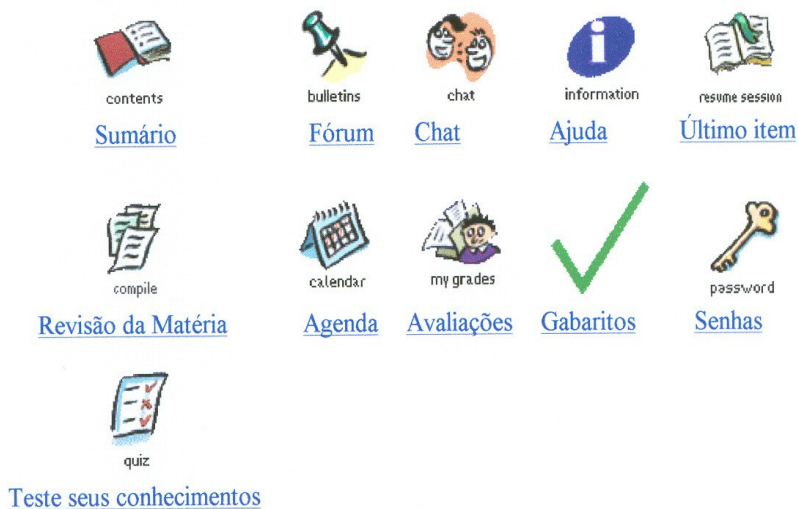 contents bulletins chat information resume session
Sumário Fórum Chat Ajuda Último item
compile calendar my grades password
Revisão da Matéria Agenda Avaliações Gabaritos Senhas
quiz
Teste seus conhecimentos